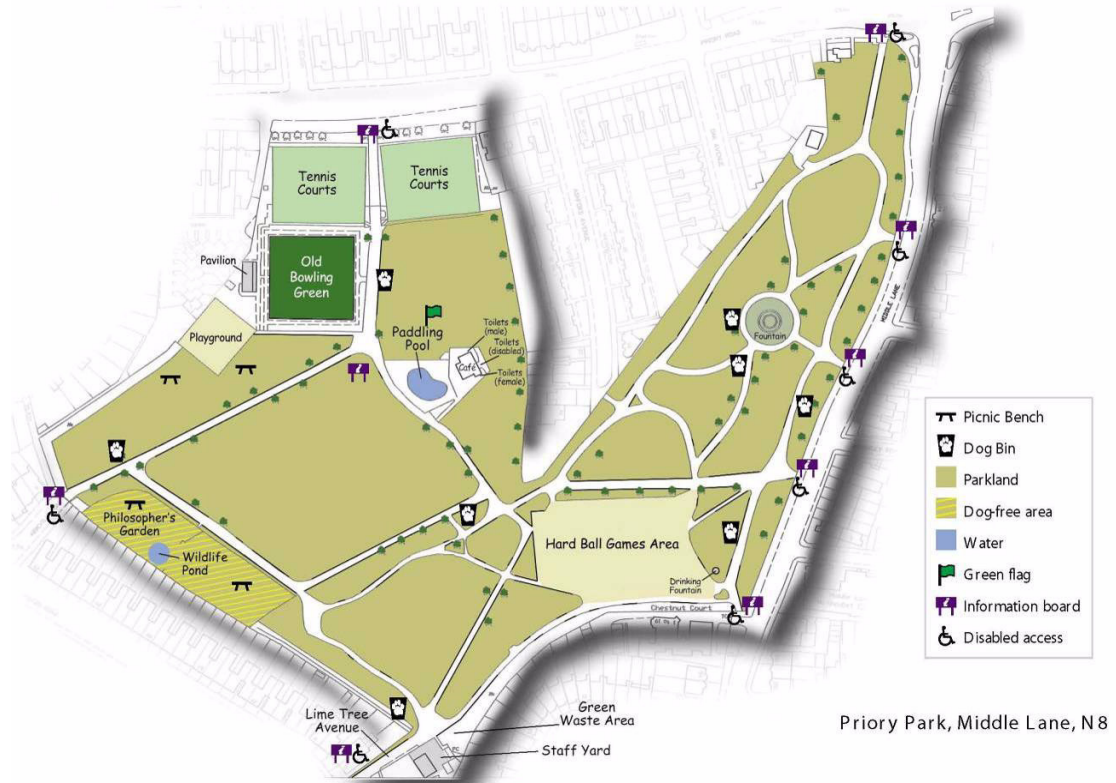 Tennis
Courts
Tennis
Courts
Pavilion
Old
Bowling
Green
Playground
Paddling
Pool
Toilets
(male)
Toilets
(disabled)
Café
Toilets
(female)
Fountain
MIDDLE LANE
Philosopher's
Garden
Wildlife
Pond
Hard Ball Games Area
Drinking
Fountain
Chestnut Court
Lime Tree
Avenue
Green
Waste Area
Staff Yard
Picnic Bench
Dog Bin
Parkland
Dog-free area
Water
Green flag
Information board
Disabled access
Priory Park, Middle Lane, N8